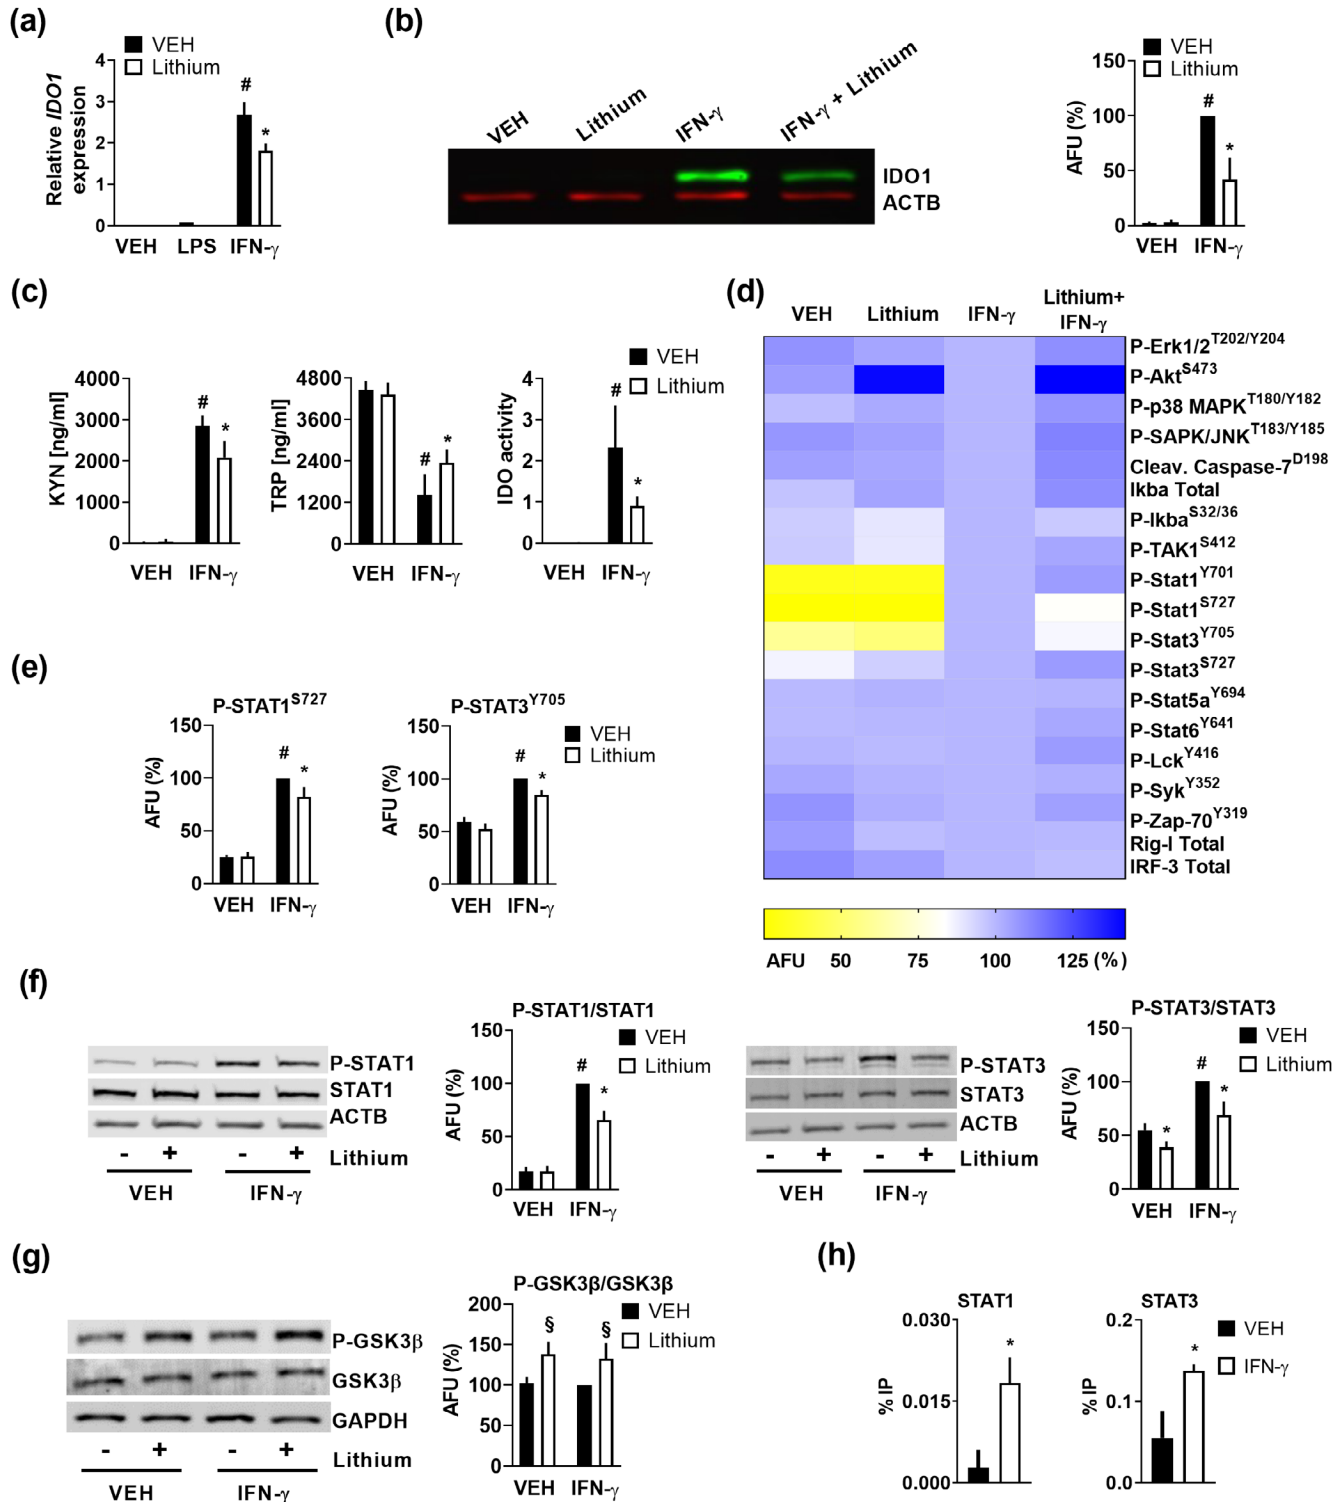 (a)
VEH
Lithium
Relative IDO1
expression
4
3
2
1
0
#
*
VEH LPS IFN-γ
(b)
VEH
Lithium
IFN-γ
IFN-γ + Lithium
IDO1
ACTB
VEH
Lithium
AFU (%)
150
100
50
0
#
*
VEH IFN-γ
(c)
KYN [ng/ml]
4000
3000
2000
1000
0
#
*
VEH IFN-γ
TRP [ng/ml]
4800
3600
2400
1200
0
#
*
VEH IFN-γ
VEH
Lithium
IDO activity
4
3
2
1
0
#
*
VEH IFN-γ
(d)
VEH Lithium IFN-γ Lithium+
IFN-γ
P-Erk1/2T202/Y204
P-AktS473
P-p38 MAPKT180/Y182
P-SAPK/JNKT183/Y185
Cleav. Caspase-7D198
Ikba Total
P-IkbaS32/36
P-TAK1S412
P-Stat1Y701
P-Stat1S727
P-Stat3Y705
P-Stat3S727
P-Stat5aY694
P-Stat6Y641
P-LckY416
P-SykY352
P-Zap-70Y319
Rig-I Total
IRF-3 Total
AFU 50 75 100 125 (%)
(e)
P-STAT1S727
AFU (%)
150
100
50
0
#
*
VEH IFN-γ
P-STAT3Y705
VEH
Lithium
AFU (%)
150
100
50
0
#
*
VEH IFN-γ
(f)
P-STAT1
STAT1
ACTB
- + - + Lithium
VEH IFN-γ
P-STAT1/STAT1
VEH
Lithium
AFU (%)
150
100
50
0
#
*
VEH IFN-γ
P-STAT3
STAT3
ACTB
- + - + Lithium
VEH IFN-γ
P-STAT3/STAT3
VEH
Lithium
AFU (%)
150
100
50
0
*
#
*
VEH IFN-γ
(g)
P-GSK3β
GSK3β
GAPDH
- + - + Lithium
VEH IFN-γ
P-GSK3β/GSK3β
VEH
Lithium
AFU (%)
200
150
100
50
0
§ §
VEH IFN-γ
(h)
STAT1
% IP
0.030
0.015
0.000
*
STAT3
VEH
IFN-γ
% IP
0.2
0.1
0.0
*